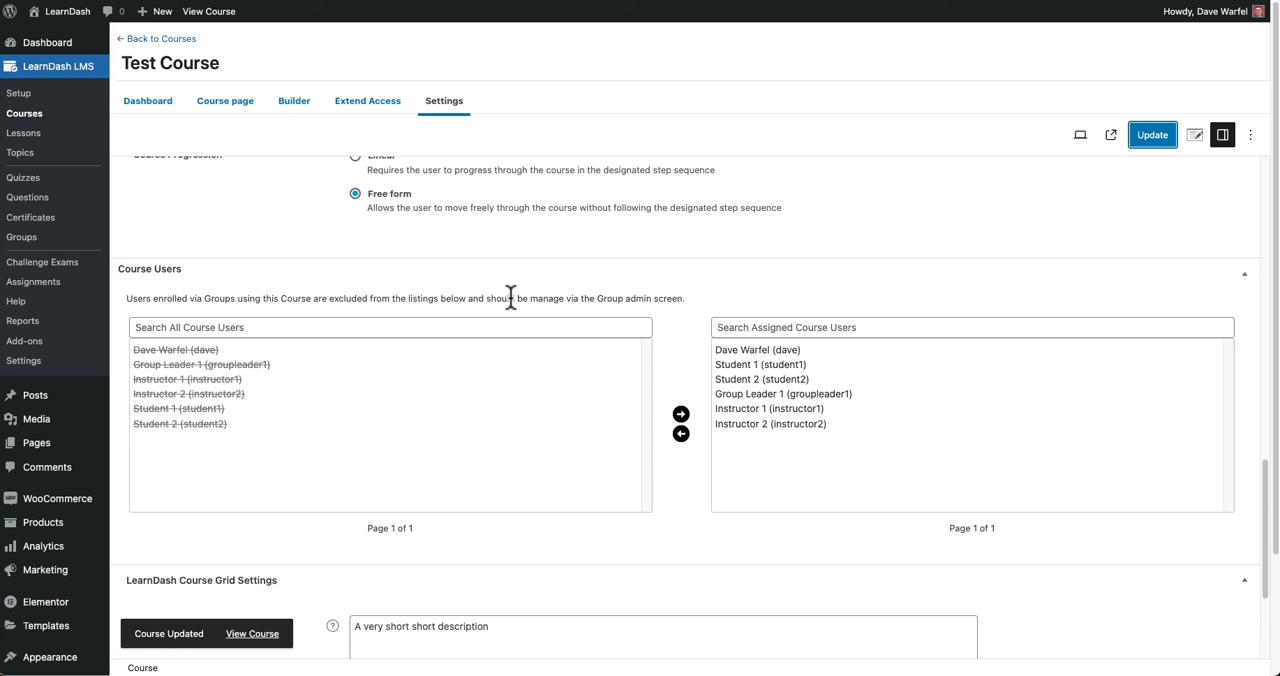 LearnDash 0 New View Course Howdy, Dave Warfel
Dashboard
LearnDash LMS
Setup
Courses
Lessons
Topics
Quizzes
Questions
Certificates
Groups
Challenge Exams
Assignments
Help
Reports
Add-ons
Settings
Posts
Media
Pages
Comments
WooCommerce
Products
Analytics
Marketing
Elementor
Templates
Appearance
← Back to Courses
Test Course
Dashboard Course page Builder Extend Access Settings
Update
Course Progression
Linear
Requires the user to progress through the course in the designated step sequence
Free form
Allows the user to move freely through the course without following the designated step sequence
Course Users
Users enrolled via Groups using this Course are excluded from the listings below and should be manage via the Group admin screen.
Search All Course Users
Dave Warfel (dave)
Group Leader 1 (groupleader1)
Instructor 1 (instructor1)
Instructor 2 (instructor2)
Student 1 (student1)
Student 2 (student2)
Page 1 of 1
Search Assigned Course Users
Dave Warfel (dave)
Student 1 (student1)
Student 2 (student2)
Group Leader 1 (groupleader1)
Instructor 1 (instructor1)
Instructor 2 (instructor2)
Page 1 of 1
LearnDash Course Grid Settings
A very short short description
Course Updated View Course
Course